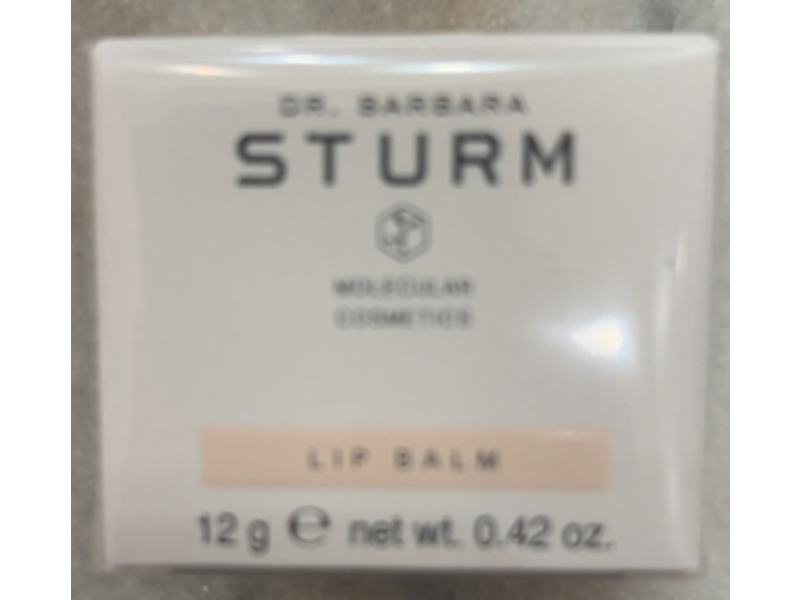 DR. BARBARA
STURM
MOLECULAR
COSMETICS
LIP BALM
12 g ℮ net wt. 0.42 oz.